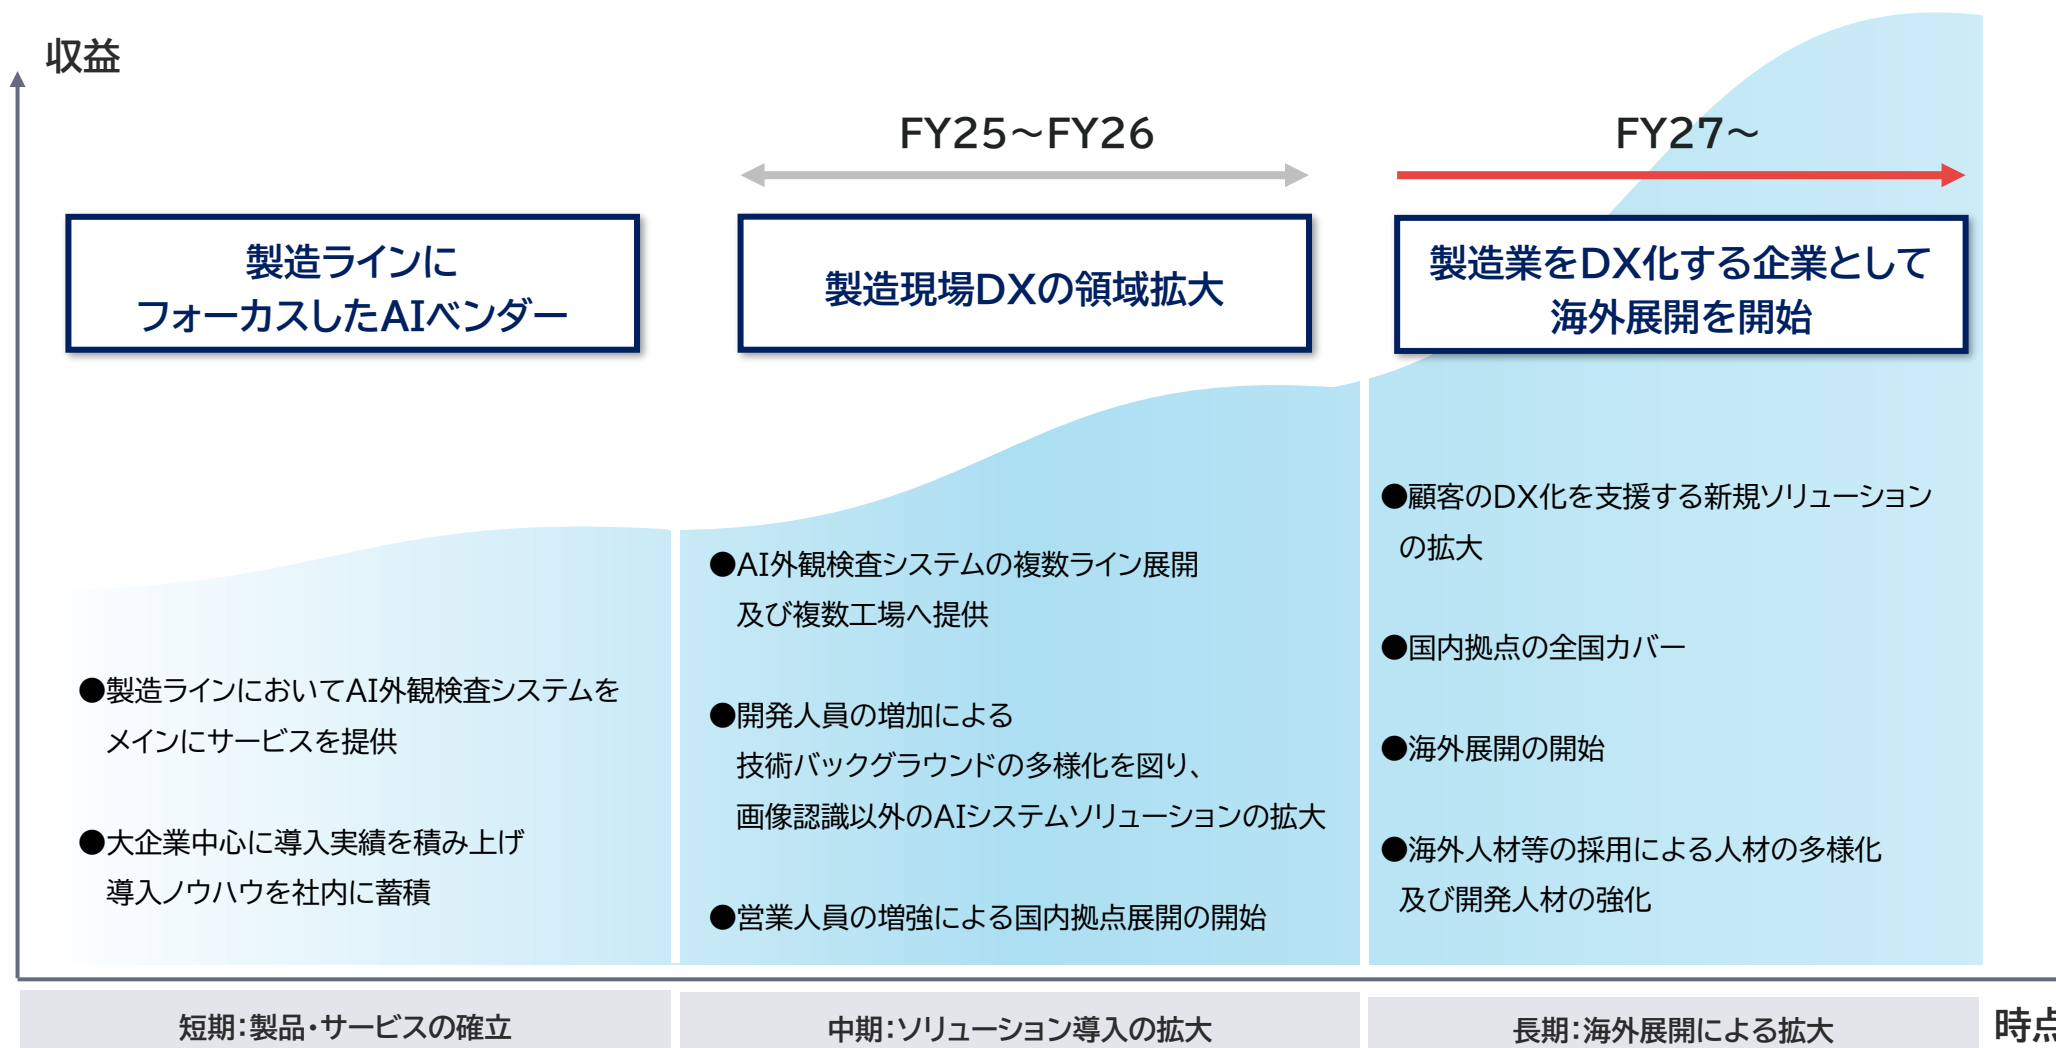 収益
FY25～FY26
FY27～
製造ラインに
フォーカスしたAIベンダー
製造現場DXの領域拡大
製造業をDX化する企業として
海外展開を開始
●製造ラインにおいてAI外観検査システムを
メインにサービスを提供
●大企業中心に導入実績を積み上げ
導入ノウハウを社内に蓄積
●AI外観検査システムの複数ライン展開
及び複数工場へ提供
●開発人員の増加による
技術バックグラウンドの多様化を図り、
画像認識以外のAIシステムソリューションの拡大
●営業人員の増強による国内拠点展開の開始
●顧客のDX化を支援する新規ソリューション
の拡大
●国内拠点の全国カバー
●海外展開の開始
●海外人材等の採用による人材の多様化
及び開発人材の強化
短期：製品・サービスの確立
中期：ソリューション導入の拡大
長期：海外展開による拡大
時点